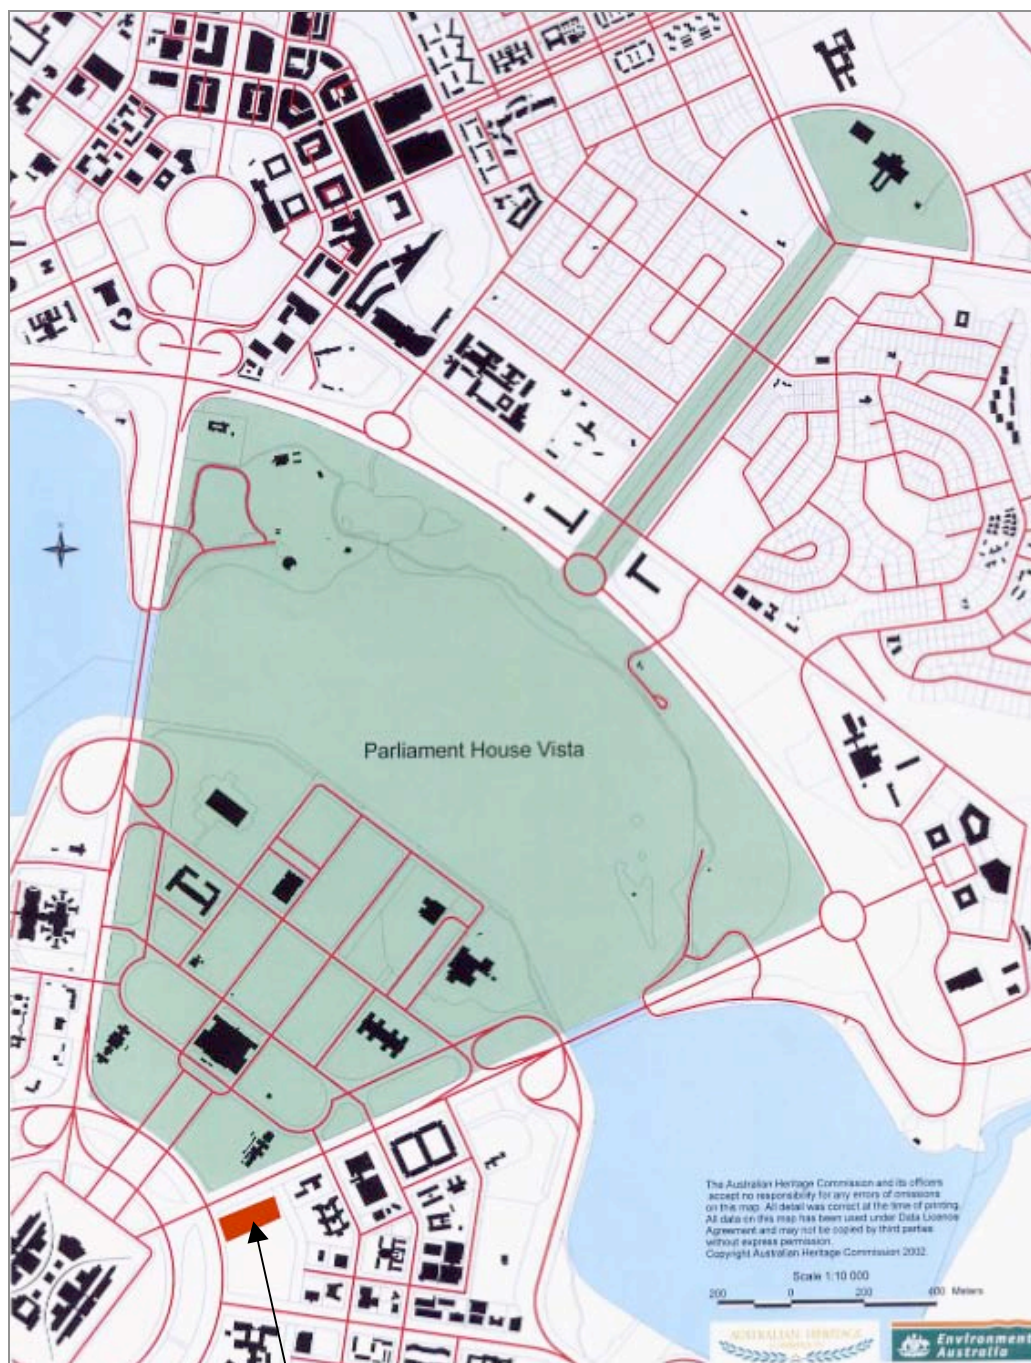 Parliament House Vista
The Australian Heritage Commission and its officers
accept no responsibility for any errors of omissions
on this map. All detail was correct at the time of printing.
All data on this map has been used under Data Licence
Agreement and may not be copied by third parties
without express permission.
Copyright Australian Heritage Commission 2002.
Scale 1:10 000
200 0 200 400 Meters
AUSTRALIAN HERITAGE
Environment
Australia